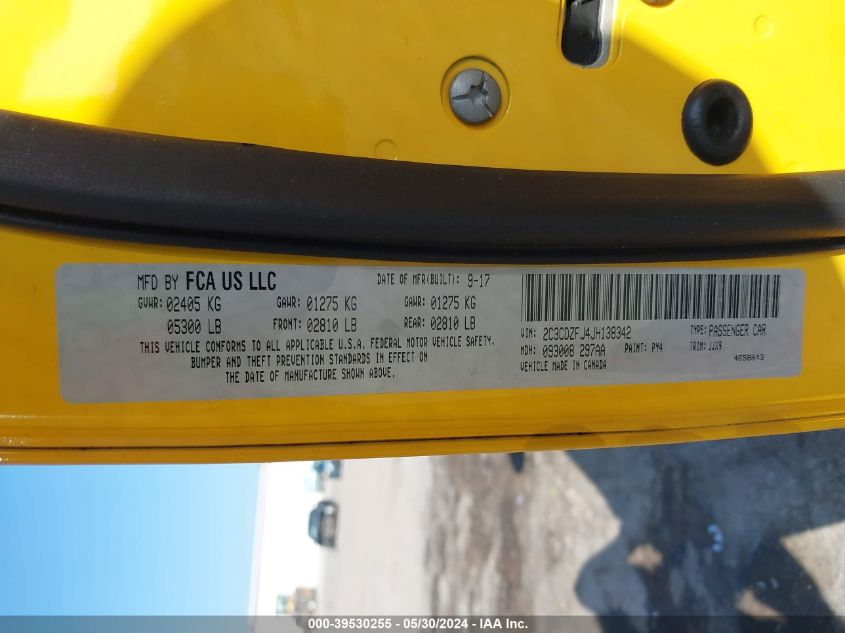 MFD BY FCA US LLC DATE OF MFR(BUILT): 9-17
GVWR: 02405 KG GAWR: 01275 KG GAWR: 01275 KG
05300 LB FRONT: 02810 LB REAR: 02810 LB
THIS VEHICLE CONFORMS TO ALL APPLICABLE U.S.A. FEDERAL MOTOR VEHICLE SAFETY.
BUMPER AND THEFT PREVENTION STANDARDS IN EFFECT ON
THE DATE OF MANUFACTURE SHOWN ABOVE.
VIN: 2C3CDZFJ4JH138342 TYPE: PASSENGER CAR
MDH: 093008 297AA PAINT: PY4 TRIM: JJX9
VEHICLE MADE IN CANADA 4658843
000-39530255 - 05/30/2024 - IAA Inc.